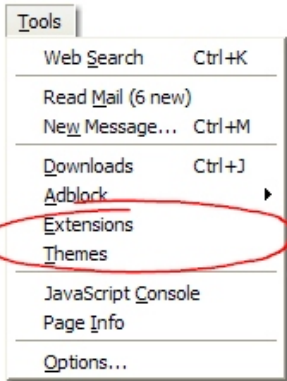 Tools
Web Search Ctrl+K
Read Mail (6 new)
New Message... Ctrl+M
Downloads Ctrl+J
Adblock
Extensions
Themes
JavaScript Console
Page Info
Options...